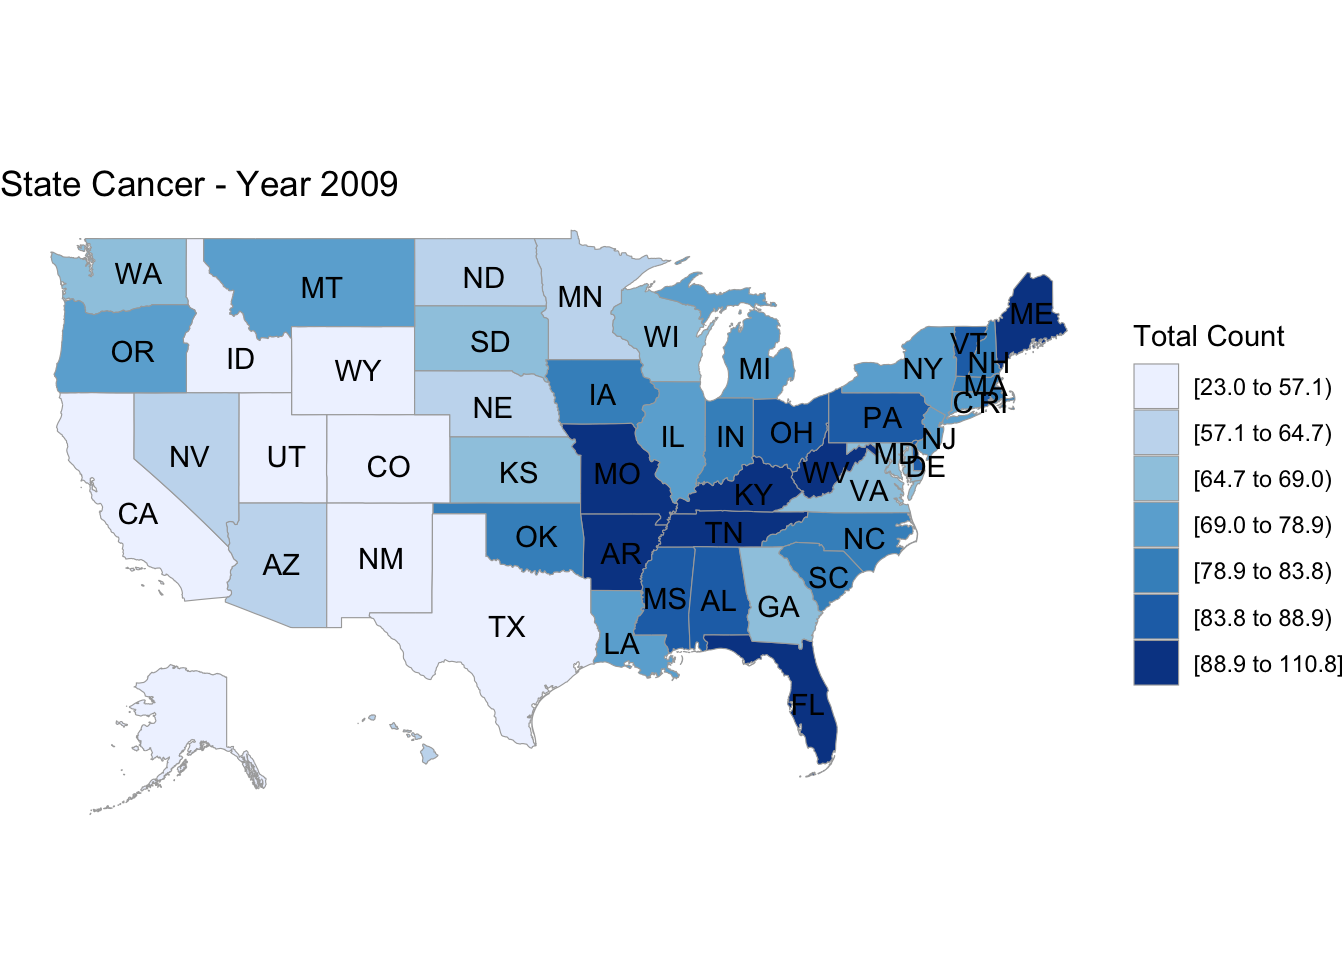 State Cancer - Year 2009
WA
MT
ND
MN
OR
ID
WY
SD
WI
MI
NY
VT
ME
NH
MA
CT
RI
NV
UT
CO
NE
IA
IL
IN
OH
PA
NJ
MD
DE
CA
KS
MO
KY
WV
VA
AZ
NM
OK
AR
TN
NC
SC
TX
LA
MS
AL
GA
FL
Total Count
[23.0 to 57.1)
[57.1 to 64.7)
[64.7 to 69.0)
[69.0 to 78.9)
[78.9 to 83.8)
[83.8 to 88.9)
[88.9 to 110.8]